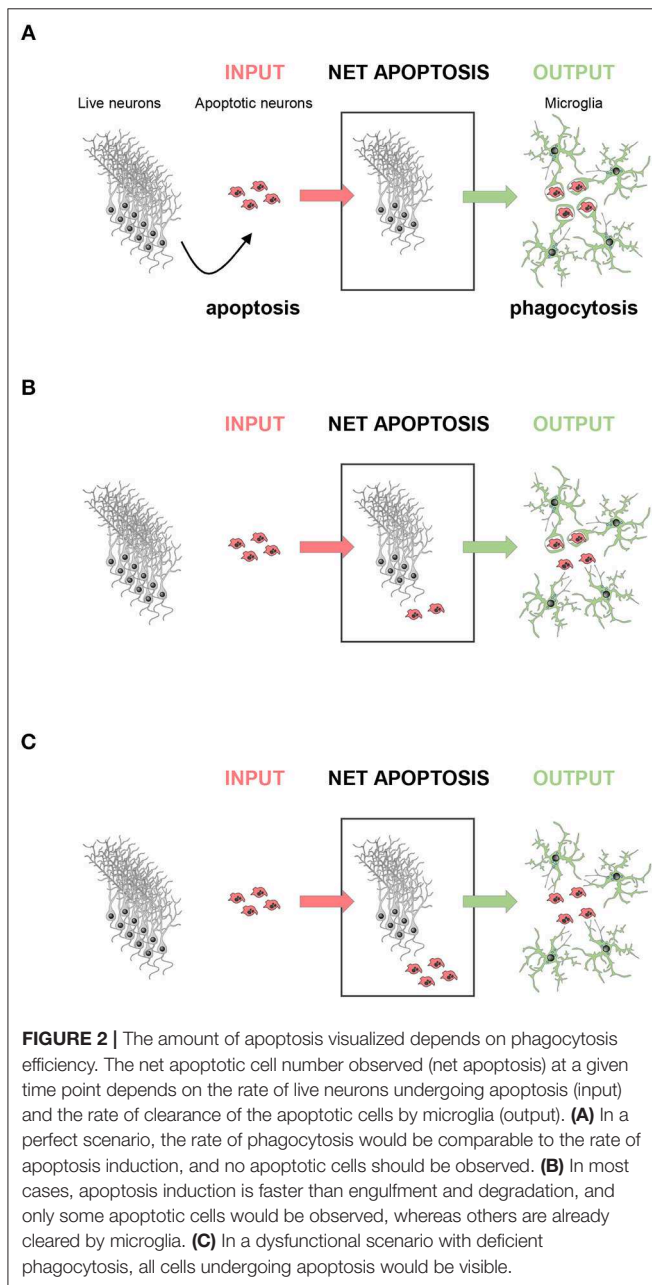 A
INPUT NET APOPTOSIS OUTPUT
Live neurons Apoptotic neurons Microglia
apoptosis phagocytosis
B
INPUT NET APOPTOSIS OUTPUT
C
INPUT NET APOPTOSIS OUTPUT
FIGURE 2 | The amount of apoptosis visualized depends on phagocytosis
efficiency. The net apoptotic cell number observed (net apoptosis) at a given
time point depends on the rate of live neurons undergoing apoptosis (input)
and the rate of clearance of the apoptotic cells by microglia (output). (A) In a
perfect scenario, the rate of phagocytosis would be comparable to the rate of
apoptosis induction, and no apoptotic cells should be observed. (B) In most
cases, apoptosis induction is faster than engulfment and degradation, and
only some apoptotic cells would be observed, whereas others are already
cleared by microglia. (C) In a dysfunctional scenario with deficient
phagocytosis, all cells undergoing apoptosis would be visible.